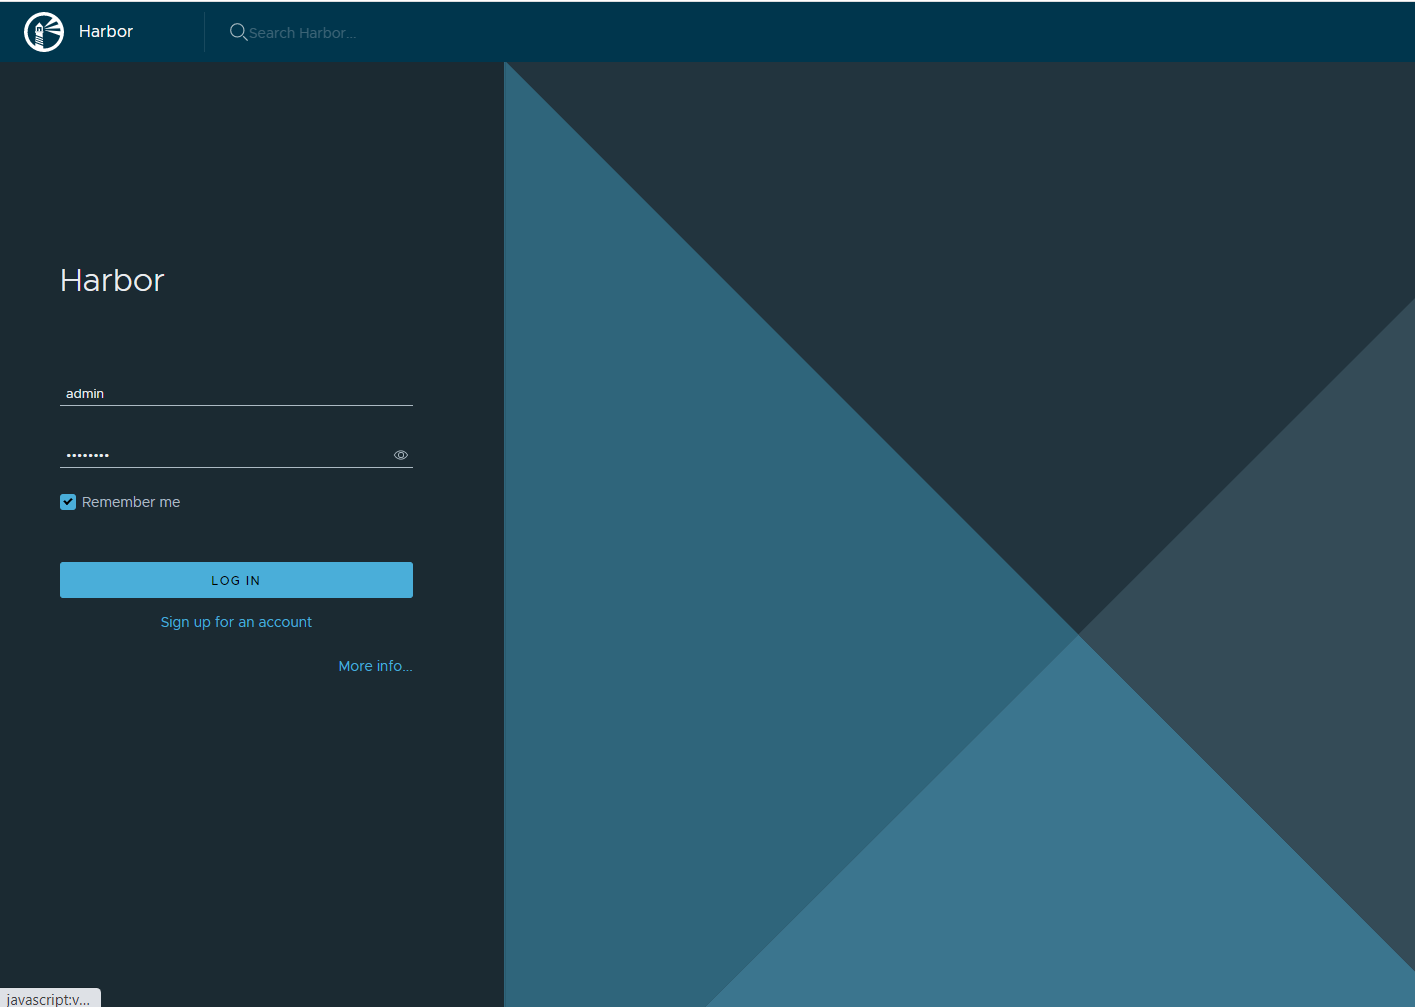 Harbor
Search Harbor...
Harbor
admin
••••••••
Remember me
LOG IN
Sign up for an account
More info...
javascript:v...